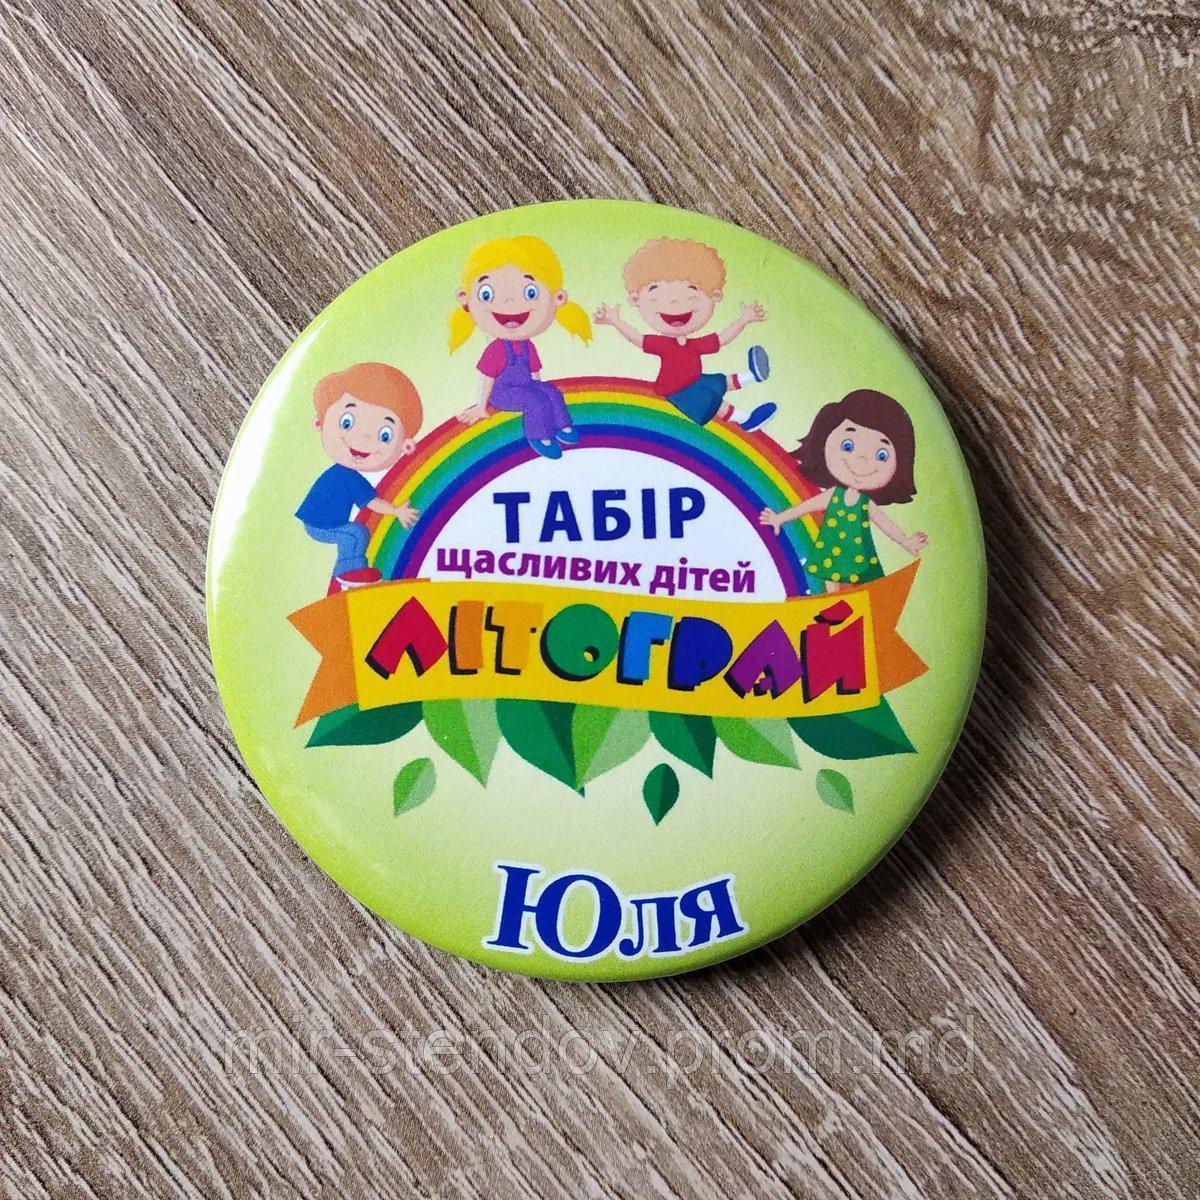 ТАБІР
щасливих дітей
ЛІТОГРАЙ
Юля
mir-stendov.prom.md